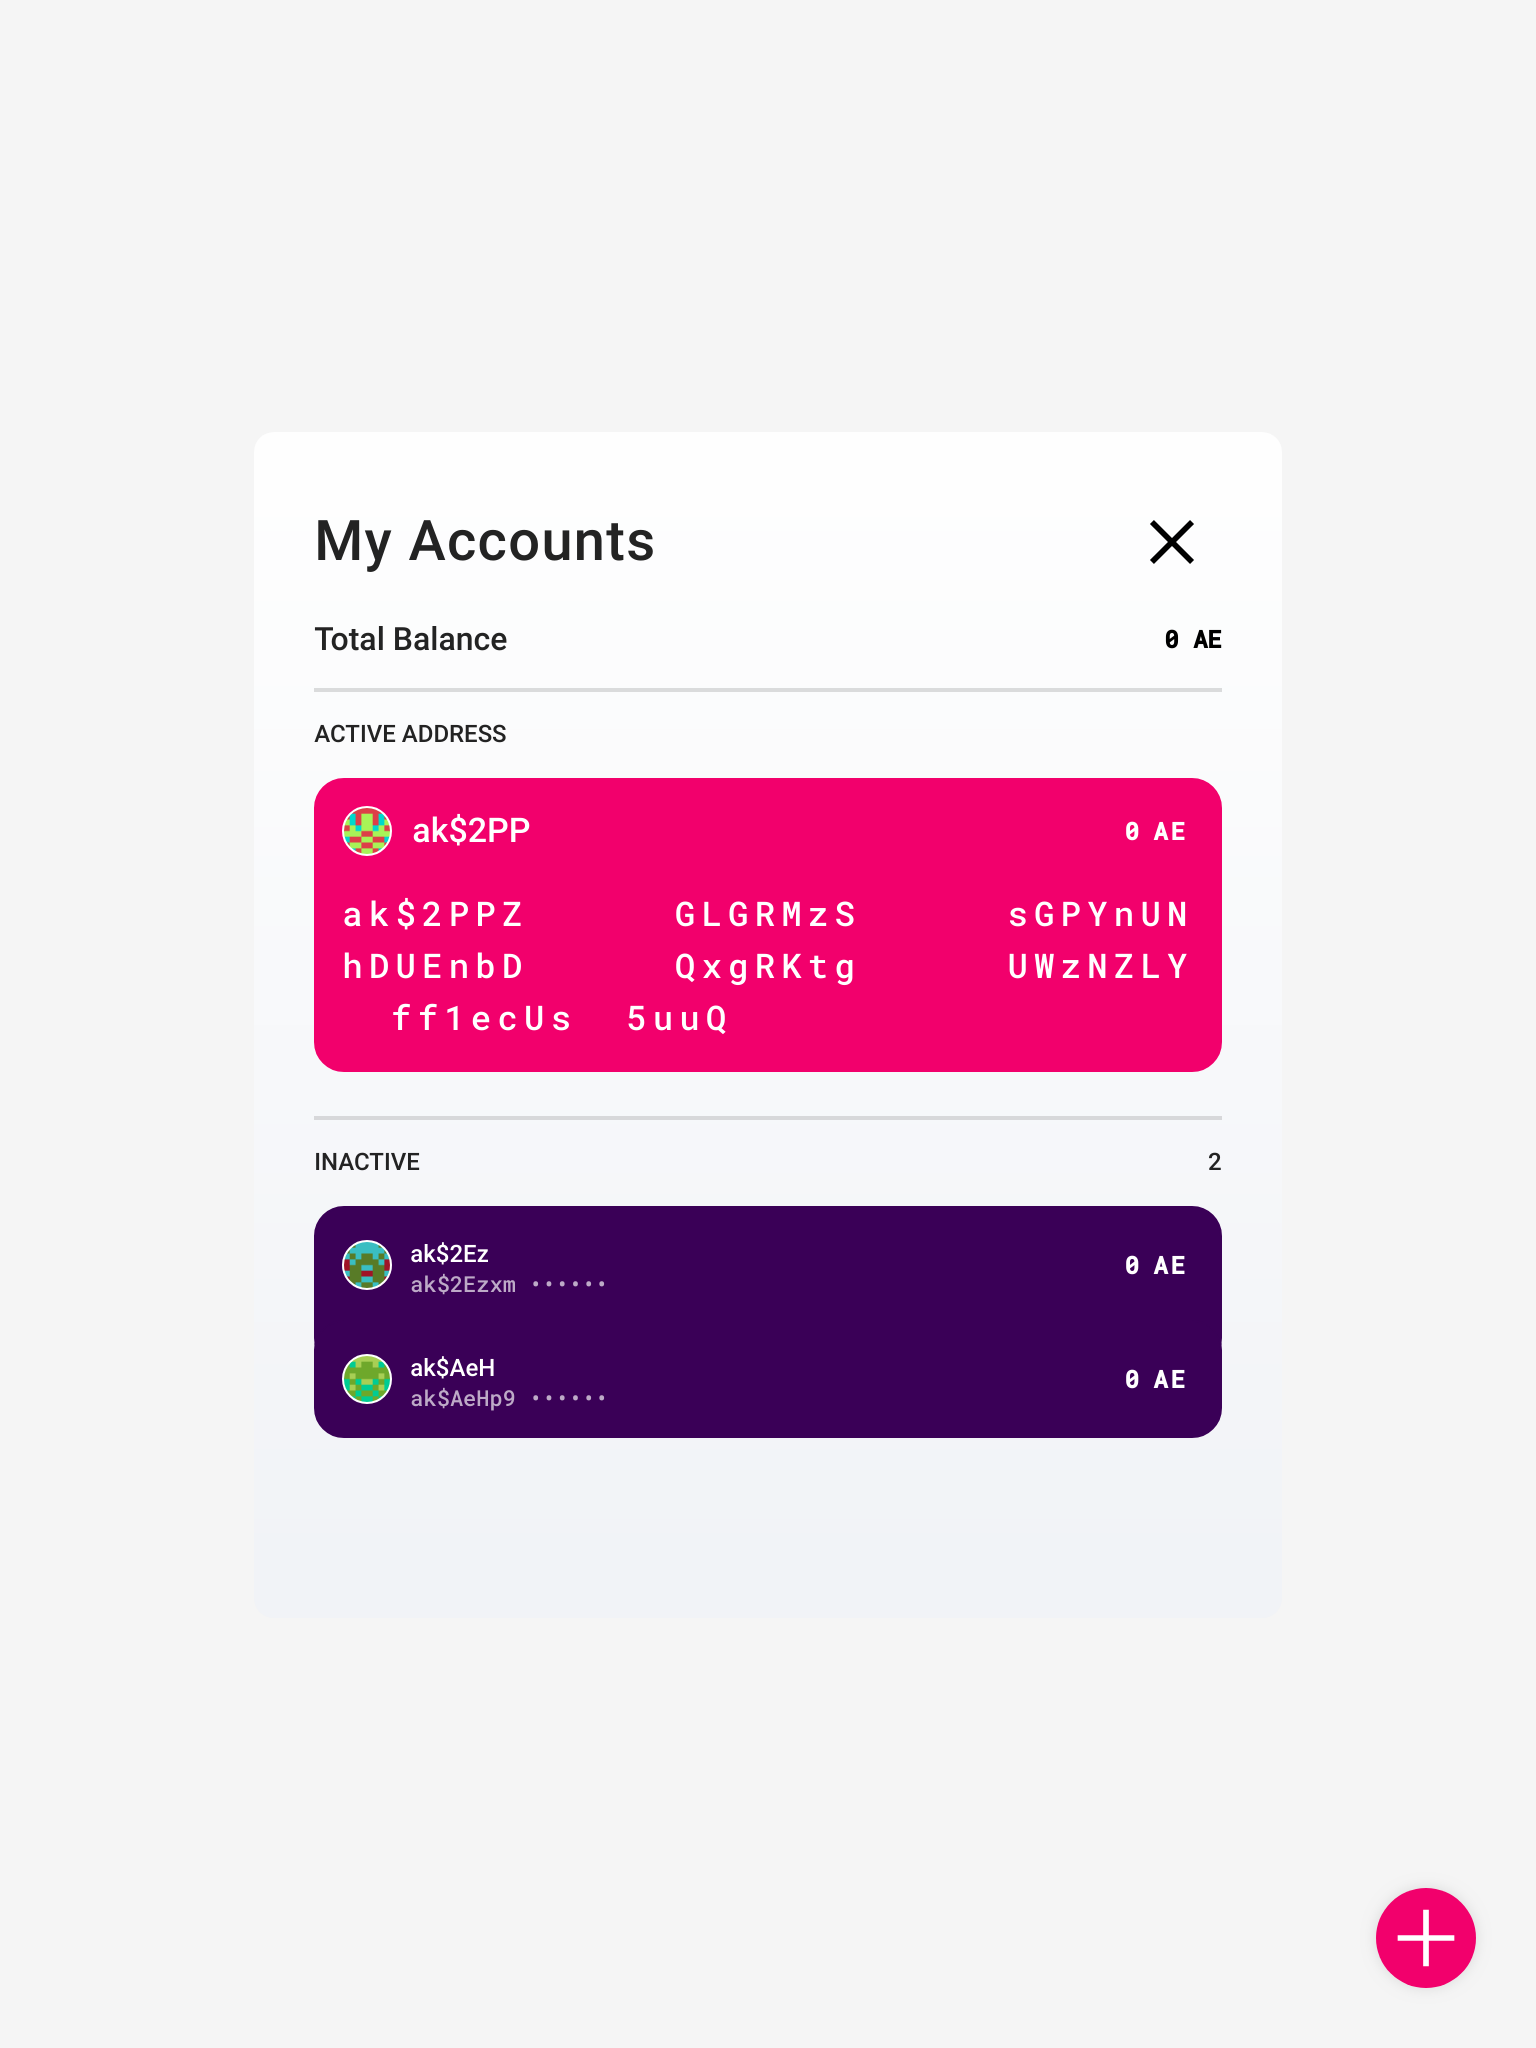 My Accounts
Total Balance 0 AE
ACTIVE ADDRESS
ak$2PP 0 AE
ak$2PPZ GLGRMzS sGPYnUN
hDUEnbD QxgRKtg UWzNZLY
ff1ecUs 5uuQ
INACTIVE 2
ak$2Ez 0 AE
ak$2Ezxm ······
ak$AeH 0 AE
ak$AeHp9 ······